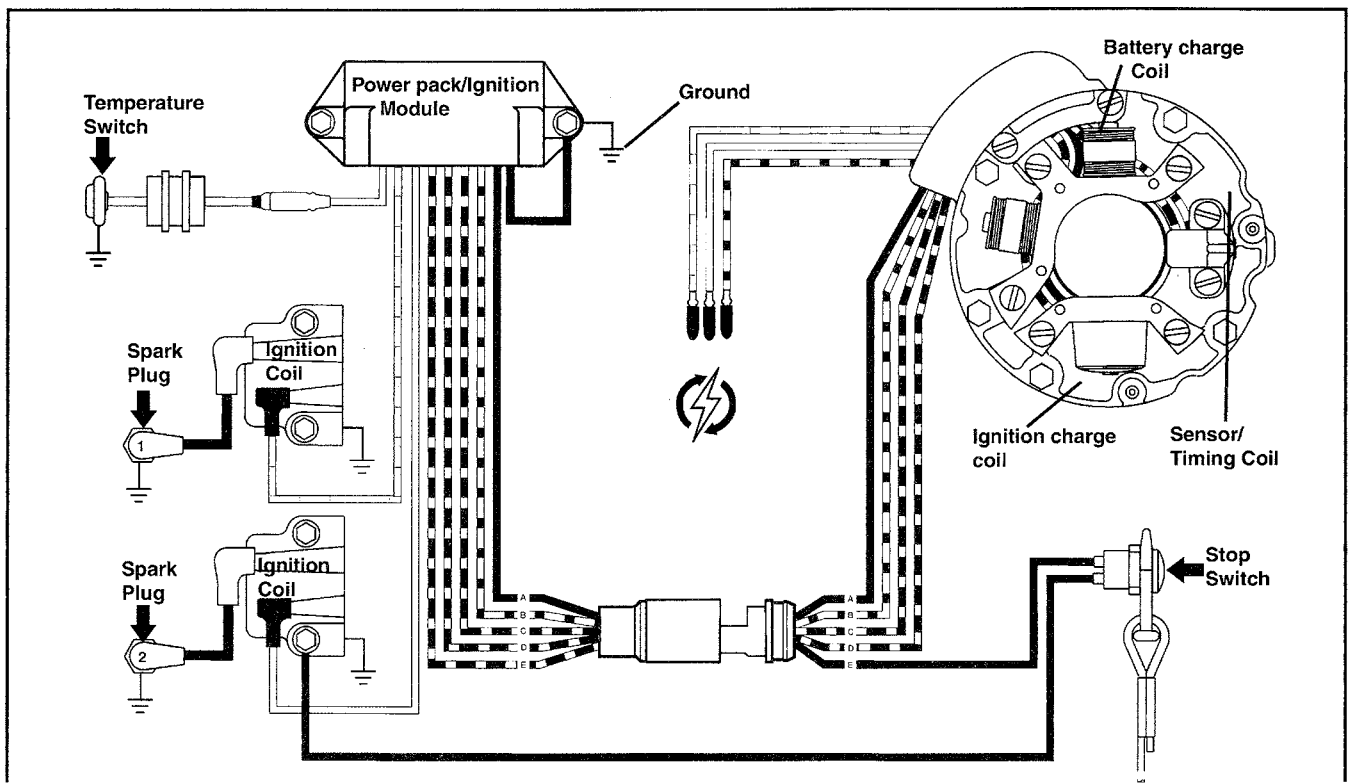 Battery charge
Coil
Power pack/Ignition
Module
Ground
Temperature
Switch
Spark
Plug
Ignition
Coil
1
Ignition charge
coil
Sensor/
Timing Coil
Spark
Plug
Ignition
Coil
2
Stop
Switch
A
B
C
D
E
A
B
C
D
E